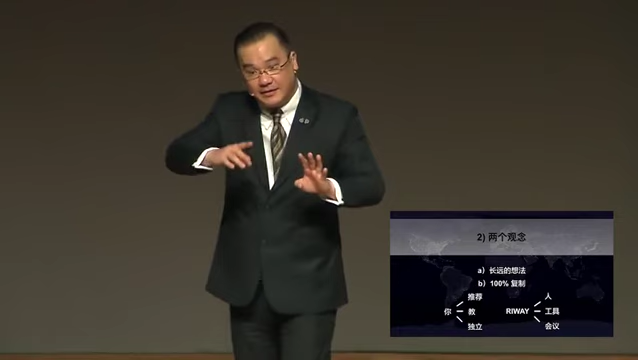 2) 两个观念
a）长远的想法
b）100% 复制
推荐 人
你 教 RIWAY 工具
独立 会议